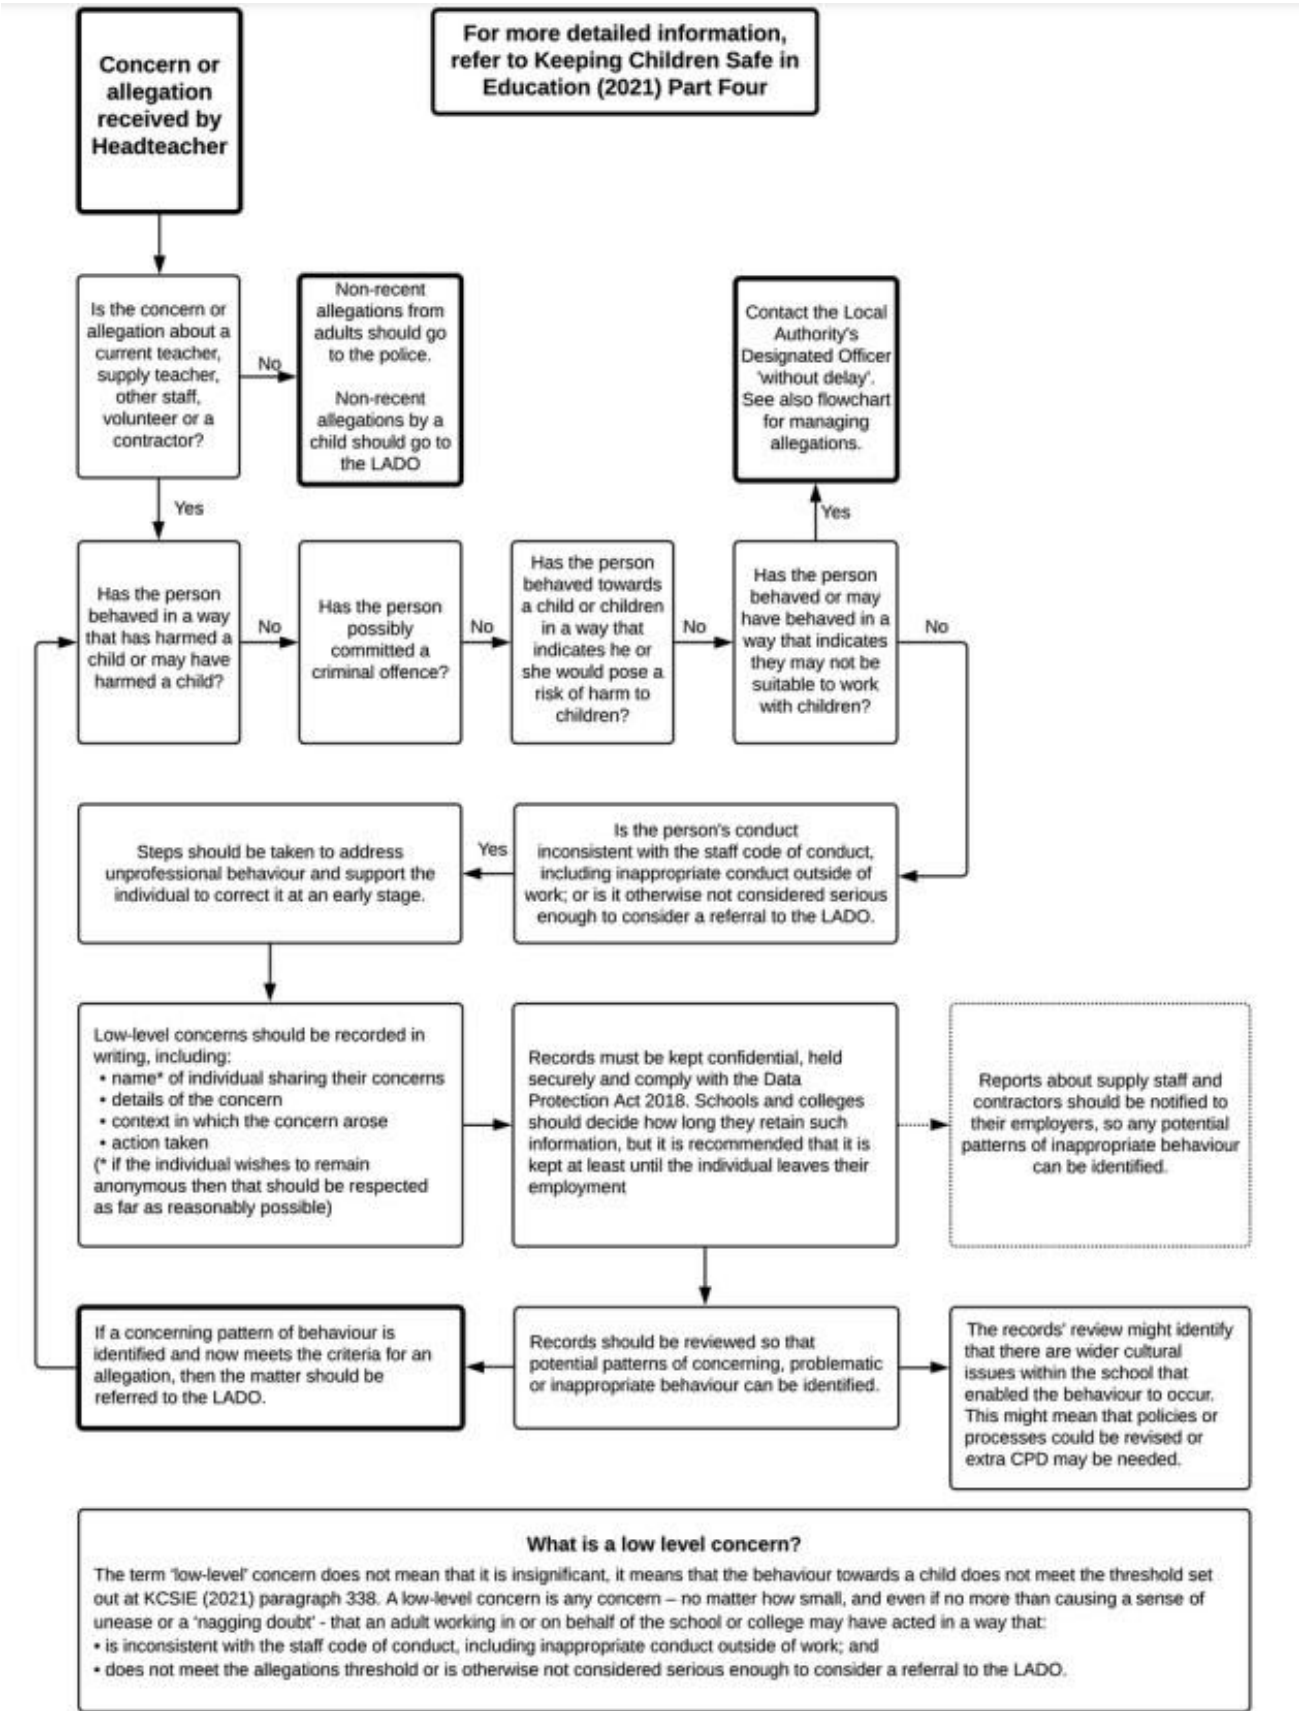 Concern or
allegation
received by
Headteacher
For more detailed information,
refer to Keeping Children Safe in
Education (2021) Part Four
Is the concern or
allegation about a
current teacher,
supply teacher,
other staff,
volunteer or a
contractor?
No
Non-recent
allegations from
adults should go
to the police.
Non-recent
allegations by a
child should go to
the LADO
Contact the Local
Authority's
Designated Officer
'without delay'.
See also flowchart
for managing
allegations.
Yes
Yes
Has the person
behaved in a way
that has harmed a
child or may have
harmed a child?
No
Has the person
possibly
committed a
criminal offence?
No
Has the person
behaved towards
a child or children
in a way that
indicates he or
she would pose a
risk of harm to
children?
No
Has the person
behaved or may
have behaved in a
way that indicates
they may not be
suitable to work
with children?
No
Is the person's conduct
inconsistent with the staff code of conduct,
including inappropriate conduct outside of
work; or is it otherwise not considered serious
enough to consider a referral to the LADO.
Yes
Steps should be taken to address
unprofessional behaviour and support the
individual to correct it at an early stage.
Low-level concerns should be recorded in
writing, including:
• name* of individual sharing their concerns
• details of the concern
• context in which the concern arose
• action taken
(* if the individual wishes to remain
anonymous then that should be respected
as far as reasonably possible)
Records must be kept confidential, held
securely and comply with the Data
Protection Act 2018. Schools and colleges
should decide how long they retain such
information, but it is recommended that it is
kept at least until the individual leaves their
employment
Reports about supply staff and
contractors should be notified to
their employers, so any potential
patterns of inappropriate behaviour
can be identified.
If a concerning pattern of behaviour is
identified and now meets the criteria for an
allegation, then the matter should be
referred to the LADO.
Records should be reviewed so that
potential patterns of concerning, problematic
or inappropriate behaviour can be identified.
The records' review might identify
that there are wider cultural
issues within the school that
enabled the behaviour to occur.
This might mean that policies or
processes could be revised or
extra CPD may be needed.
What is a low level concern?
The term 'low-level' concern does not mean that it is insignificant, it means that the behaviour towards a child does not meet the threshold set
out at KCSIE (2021) paragraph 338. A low-level concern is any concern – no matter how small, and even if no more than causing a sense of
unease or a 'nagging doubt' - that an adult working in or on behalf of the school or college may have acted in a way that:
• is inconsistent with the staff code of conduct, including inappropriate conduct outside of work; and
• does not meet the allegations threshold or is otherwise not considered serious enough to consider a referral to the LADO.